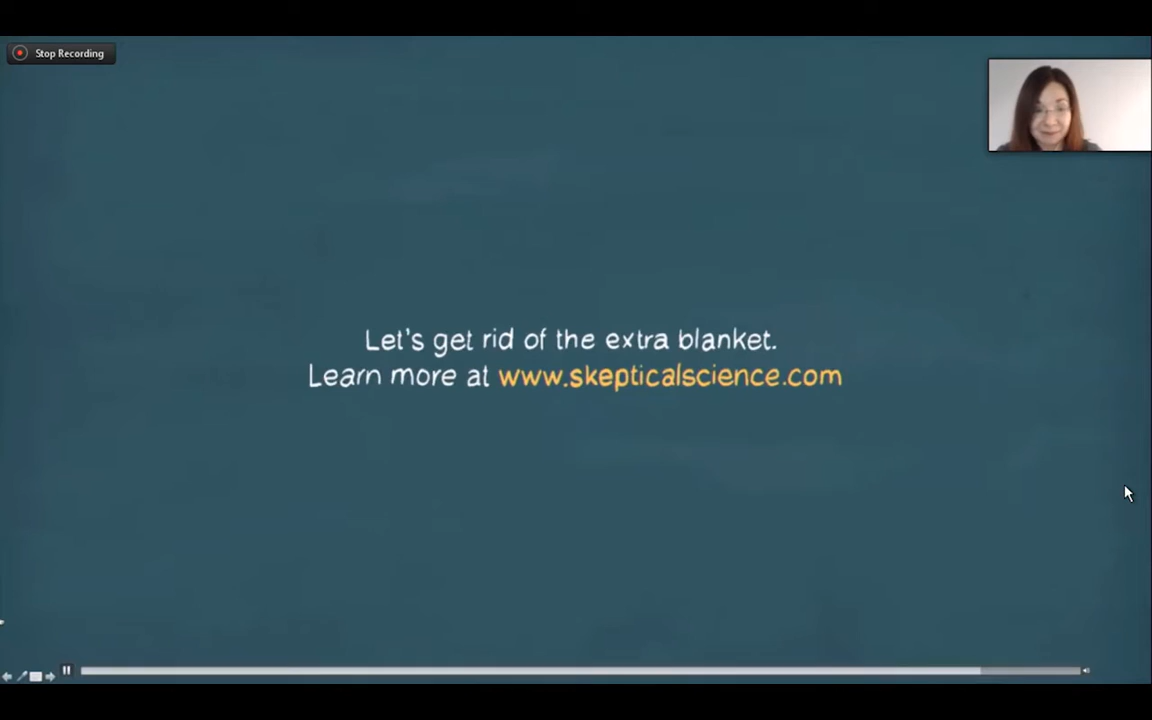 Stop Recording
Let's get rid of the extra blanket.
Learn more at www.skepticalscience.com